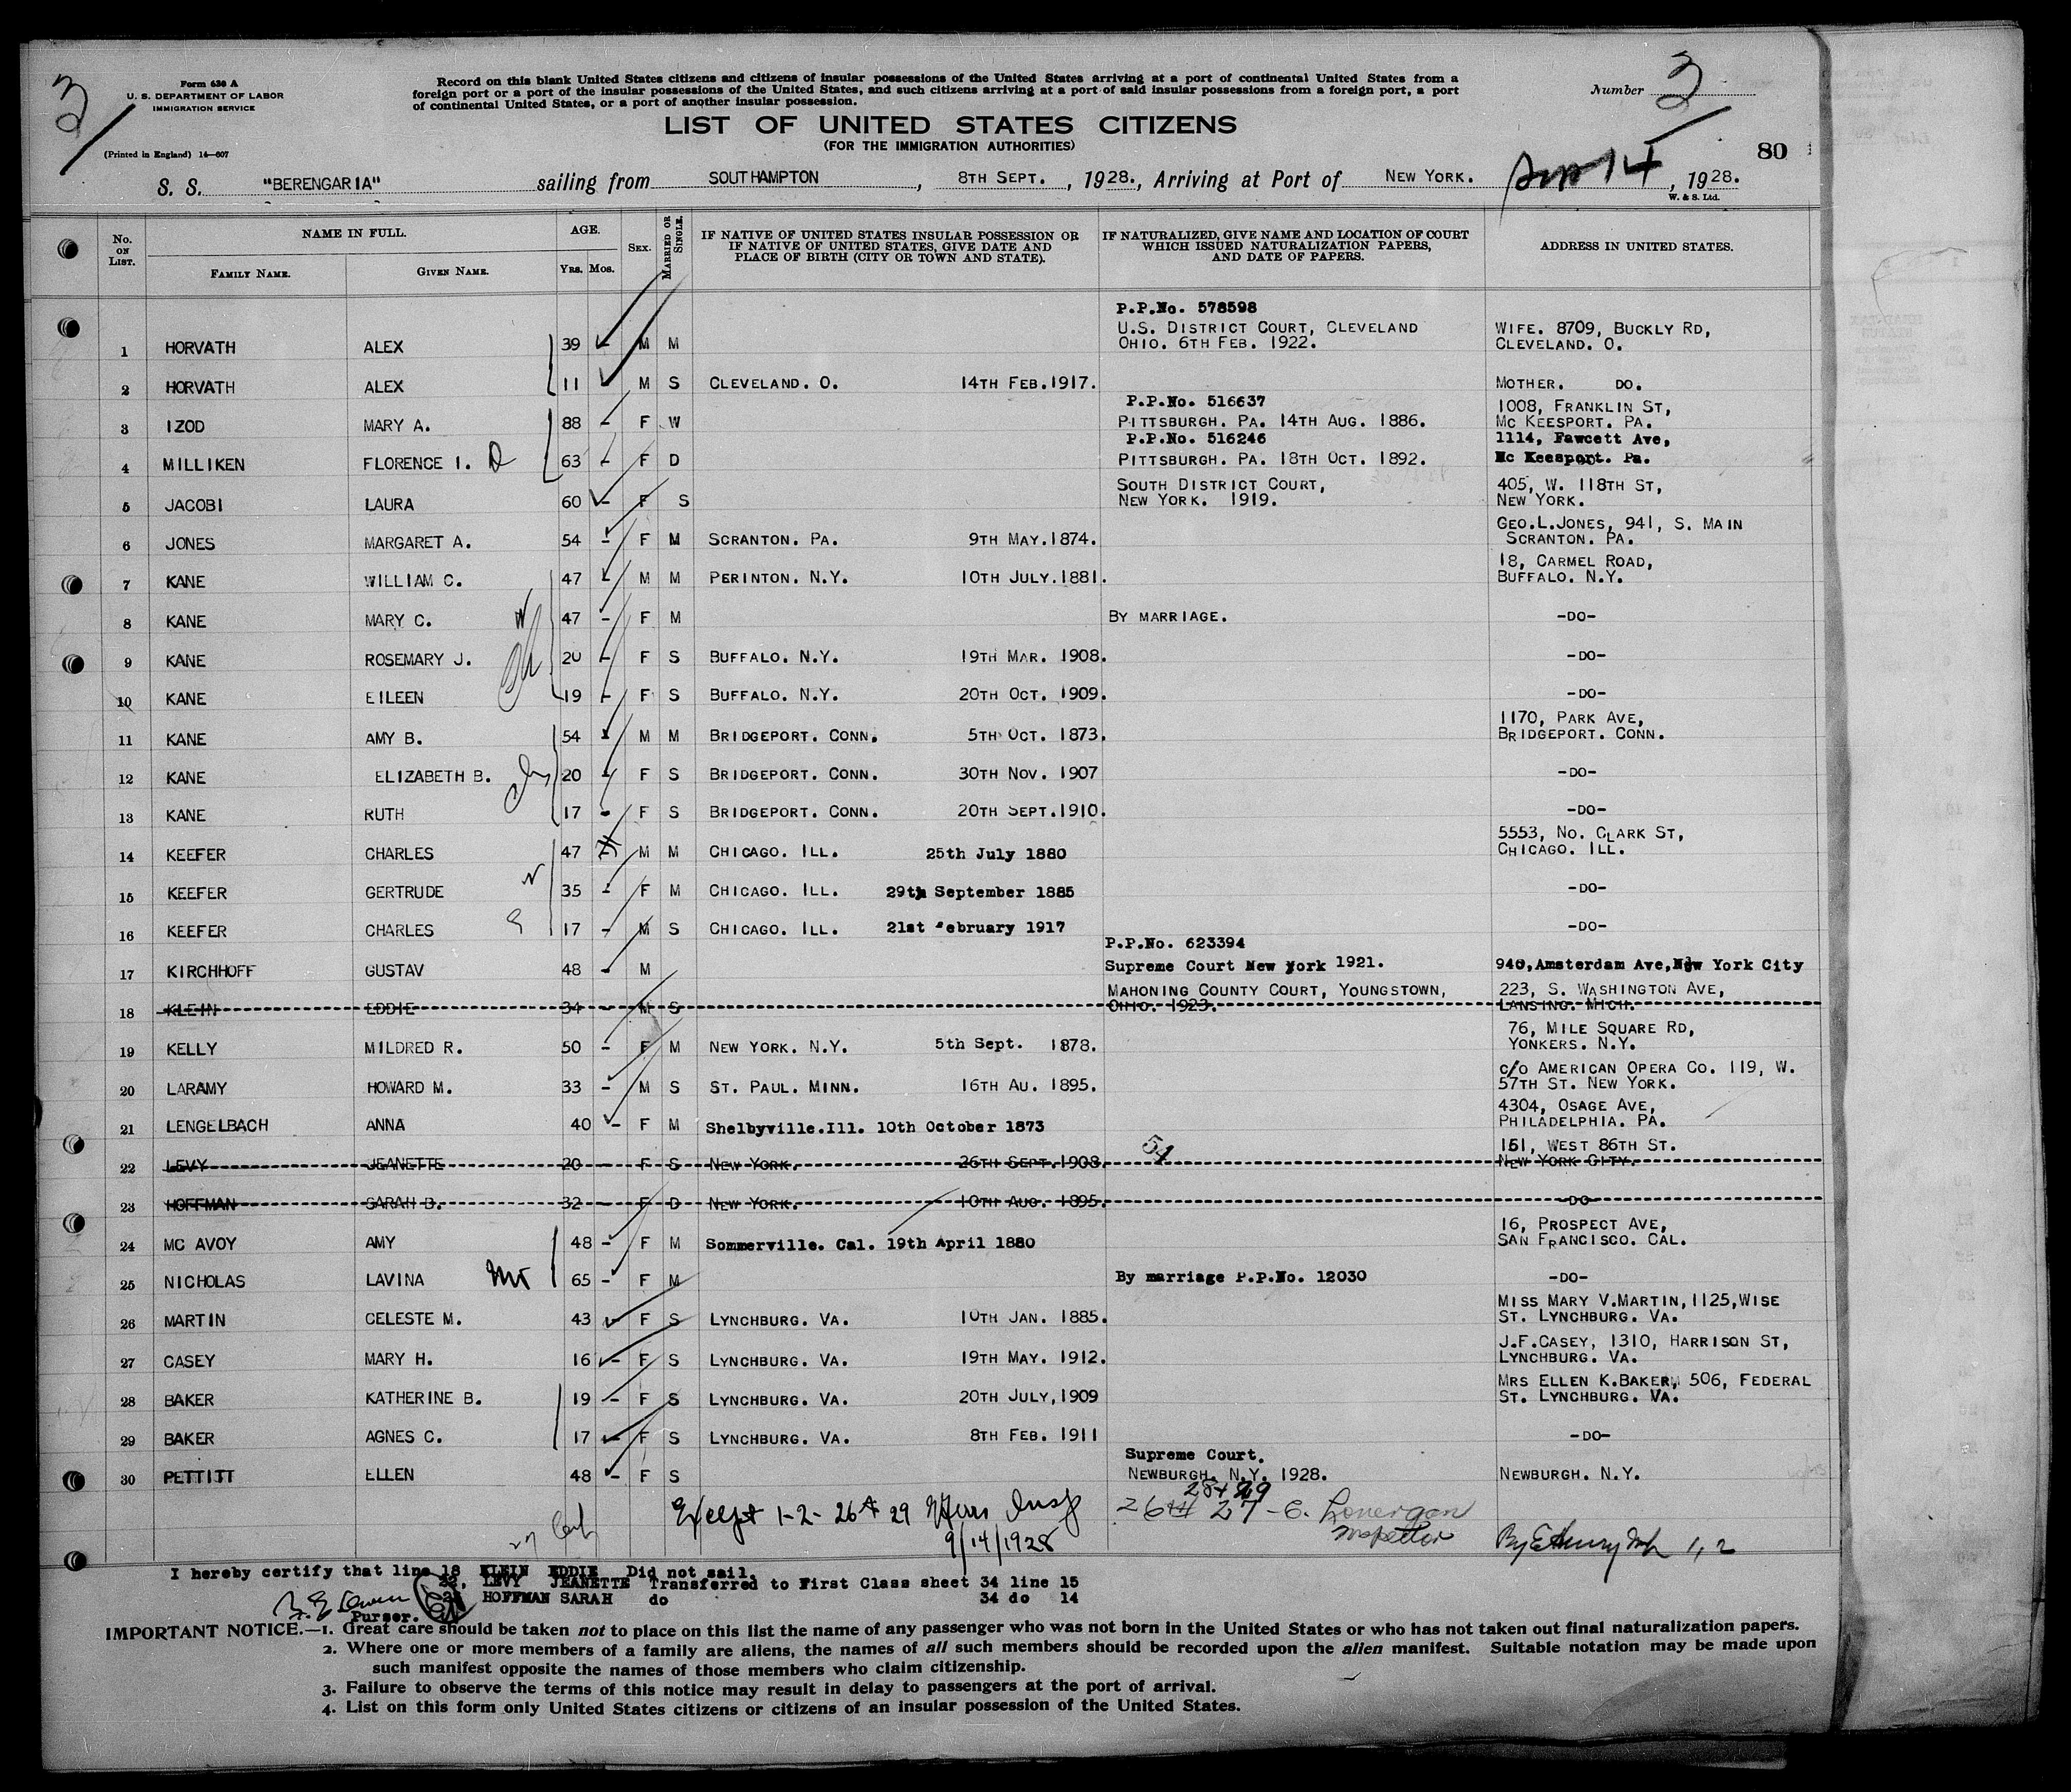 3/
Form 630 A
U. S. DEPARTMENT OF LABOR
IMMIGRATION SERVICE
(Printed in England) 14—607
Record on this blank United States citizens and citizens of insular possessions of the United States arriving at a port of continental United States from a
foreign port or a port of the insular possessions of the United States, and such citizens arriving at a port of said insular possessions from a foreign port, a port
of continental United States, or a port of another insular possession.
Number 3/
LIST OF UNITED STATES CITIZENS
(FOR THE IMMIGRATION AUTHORITIES)
80
S. S. "BERENGARIA" sailing from SOUTHAMPTON, 8TH SEPT., 1928., Arriving at Port of NEW YORK. Sep 14, 1928.
W. & S. Ltd.
No. ON LIST. NAME IN FULL. FAMILY NAME. GIVEN NAME. AGE. YRS. MOS. SEX. MARRIED OR SINGLE. IF NATIVE OF UNITED STATES INSULAR POSSESSION OR IF NATIVE OF UNITED STATES, GIVE DATE AND PLACE OF BIRTH (CITY OR TOWN AND STATE). IF NATURALIZED, GIVE NAME AND LOCATION OF COURT WHICH ISSUED NATURALIZATION PAPERS, AND DATE OF PAPERS. ADDRESS IN UNITED STATES.
P.P.No. 578598
U.S. DISTRICT COURT, CLEVELAND WIFE. 8709, BUCKLY RD,
1 HORVATH ALEX 39 - M M OHIO. 6TH FEB. 1922. CLEVELAND. O.
2 HORVATH ALEX 11 - M S CLEVELAND. O. 14TH FEB.1917. MOTHER. DO.
P.P.No. 516637 1008, FRANKLIN ST,
3 IZOD MARY A. 88 - F W PITTSBURGH. PA. 14TH AUG. 1886. MC KEESPORT. PA.
P.P.No. 516246 1114, Fawcett Ave,
4 MILLIKEN FLORENCE I. D 63 - F D PITTSBURGH. PA. 18TH OCT. 1892. Mc Keesport. Pa.
SOUTH DISTRICT COURT, 405, W. 118TH ST,
5 JACOBI LAURA 60 - F S NEW YORK. 1919. NEW YORK.
GEO.L.JONES, 941, S. MAIN
6 JONES MARGARET A. 54 - F M SCRANTON. PA. 9TH MAY.1874. SCRANTON. PA.
18, CARMEL ROAD,
7 KANE WILLIAM C. 47 - M M PERINTON. N.Y. 10TH JULY.1881. BUFFALO. N.Y.
8 KANE MARY C. W 47 - F M BY MARRIAGE. -DO-
9 KANE ROSEMARY J. 20 - F S BUFFALO. N.Y. 19TH MAR. 1908. -DO-
10 KANE EILEEN 19 - F S BUFFALO. N.Y. 20TH OCT. 1909. -DO-
1170, PARK AVE,
11 KANE AMY B. 54 - M M BRIDGEPORT. CONN. 5TH OCT. 1873. BRIDGEPORT. CONN.
12 KANE ELIZABETH B. 20 - F S BRIDGEPORT. CONN. 30TH NOV. 1907 -DO-
13 KANE RUTH 17 - F S BRIDGEPORT. CONN. 20TH SEPT.1910. -DO-
5553, NO. CLARK ST,
14 KEEFER CHARLES 47 - M M CHICAGO. ILL. 25th July 1880 CHICAGO. ILL.
15 KEEFER GERTRUDE W 35 - F M CHICAGO. ILL. 29th September 1885 -DO-
16 KEEFER CHARLES S 17 - M S CHICAGO. ILL. 21st February 1917 -DO-
P.P.No. 623394
17 KIRCHHOFF GUSTAV 48 - M Supreme Court New York 1921. 940,Amsterdam Ave,New York City
MAHONING COUNTY COURT, YOUNGSTOWN, 223, S. WASHINGTON AVE,
18 KLEIN EDDIE 34 - M S OHIO. 1923. LANSING. MICH.
76, MILE SQUARE RD,
19 KELLY MILDRED R. 50 - F M NEW YORK. N.Y. 5th Sept. 1878. YONKERS. N.Y.
C/O AMERICAN OPERA CO. 119, W.
20 LARAMY HOWARD M. 33 - M S ST. PAUL. MINN. 16TH AU. 1895. 57TH ST. NEW YORK.
4304, OSAGE AVE,
21 LENGELBACH ANNA 40 - F M Shelbyville.Ill. 10th October 1873 PHILADELPHIA. PA.
54 151, WEST 86TH ST.
22 LEVY JEANETTE 20 - F S NEW YORK. 26TH SEPT.1908. NEW YORK CITY.
23 HOFFMAN SARAH B. 32 - F D NEW YORK. 10TH AUG. 1895. -DO-
16, PROSPECT AVE,
24 MC AVOY AMY 48 - F M Sommerville. Cal. 19th April 1880 SAN FRANCISCO. CAL.
25 NICHOLAS LAVINA 65 - F M By marriage P.P.No. 12030 -DO-
MISS MARY V.MARTIN,1125,WISE
26 MARTIN CELESTE M. 43 - F S LYNCHBURG. VA. 10TH JAN. 1885. ST. LYNCHBURG. VA.
J.F.CASEY, 1310, HARRISON ST,
27 CASEY MARY H. 16 - F S LYNCHBURG. VA. 19TH MAY. 1912. LYNCHBURG. VA.
MRS ELLEN K.BAKER, 506, FEDERAL
28 BAKER KATHERINE B. 19 - F S LYNCHBURG. VA. 20TH JULY,1909 ST. LYNCHBURG. VA.
29 BAKER AGNES C. 17 - F S LYNCHBURG. VA. 8TH FEB. 1911 -DO-
Supreme Court.
30 PETTITT ELLEN 48 - F S NEWBURGH. N.Y. 1928. NEWBURGH. N.Y.
28+29
Except 1-2-26 29 Insp 26 27 - E. Lonergan
9/14/1928 Inspector 1, 2
I hereby certify that line 18 KLEIN EDDIE Did not sail.
22, LEVY JEANETTE Transferred to First Class sheet 34 line 15
HOFFMAN SARAH do 34 do 14
Purser.
IMPORTANT NOTICE.—1. Great care should be taken not to place on this list the name of any passenger who was not born in the United States or who has not taken out final naturalization papers.
2. Where one or more members of a family are aliens, the names of all such members should be recorded upon the alien manifest. Suitable notation may be made upon
such manifest opposite the names of those members who claim citizenship.
3. Failure to observe the terms of this notice may result in delay to passengers at the port of arrival.
4. List on this form only United States citizens or citizens of an insular possession of the United States.